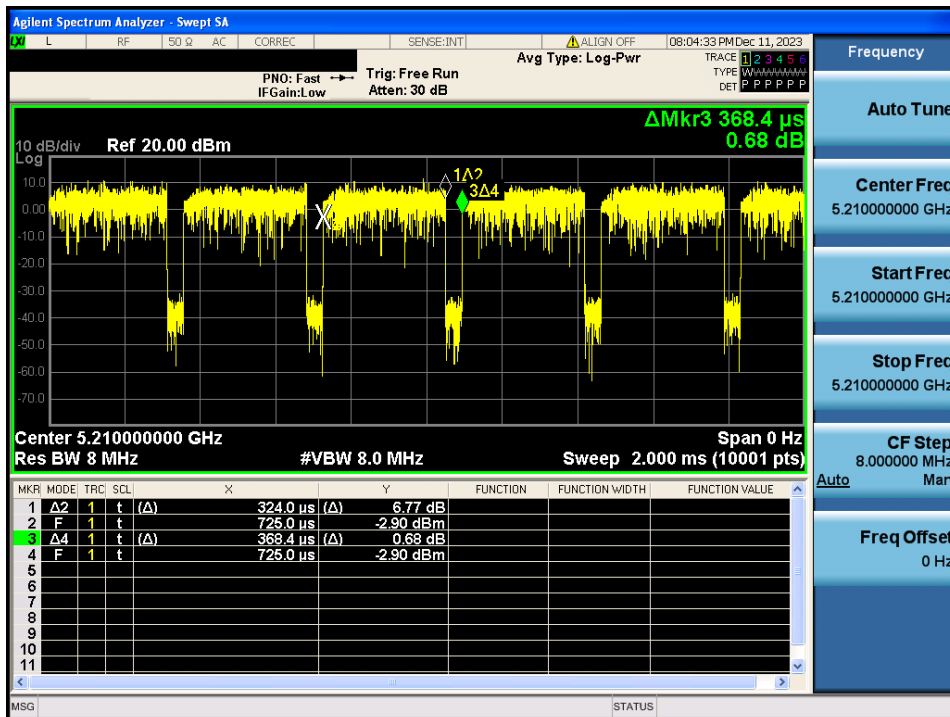 Agilent Spectrum Analyzer - Swept SA
LXI L RF 50 Ω AC CORREC SENSE:INT ALIGN OFF 08:04:33 PM Dec 11, 2023
Avg Type: Log-Pwr
TRACE 1 2 3 4 5 6
TYPE WWWWWW
DET P P P P P P
PNO: Fast
IFGain:Low
Trig: Free Run
Atten: 30 dB
ΔMkr3 368.4 µs
0.68 dB
10 dB/div Ref 20.00 dBm
Log
10.0
0.00
-10.0
-20.0
-30.0
-40.0
-50.0
-60.0
-70.0
1Δ2
3Δ4
X
Center 5.210000000 GHz Span 0 Hz
Res BW 8 MHz #VBW 8.0 MHz Sweep 2.000 ms (10001 pts)
MKR MODE TRC SCL X Y FUNCTION FUNCTION WIDTH FUNCTION VALUE
1 Δ2 1 t (Δ) 324.0 µs (Δ) 6.77 dB
2 F 1 t 725.0 µs -2.90 dBm
3 Δ4 1 t (Δ) 368.4 µs (Δ) 0.68 dB
4 F 1 t 725.0 µs -2.90 dBm
5
6
7
8
9
10
11
MSG STATUS
Frequency
Auto Tune
Center Freq
5.210000000 GHz
Start Freq
5.210000000 GHz
Stop Freq
5.210000000 GHz
CF Step
8.000000 MHz
Auto Man
Freq Offset
0 Hz